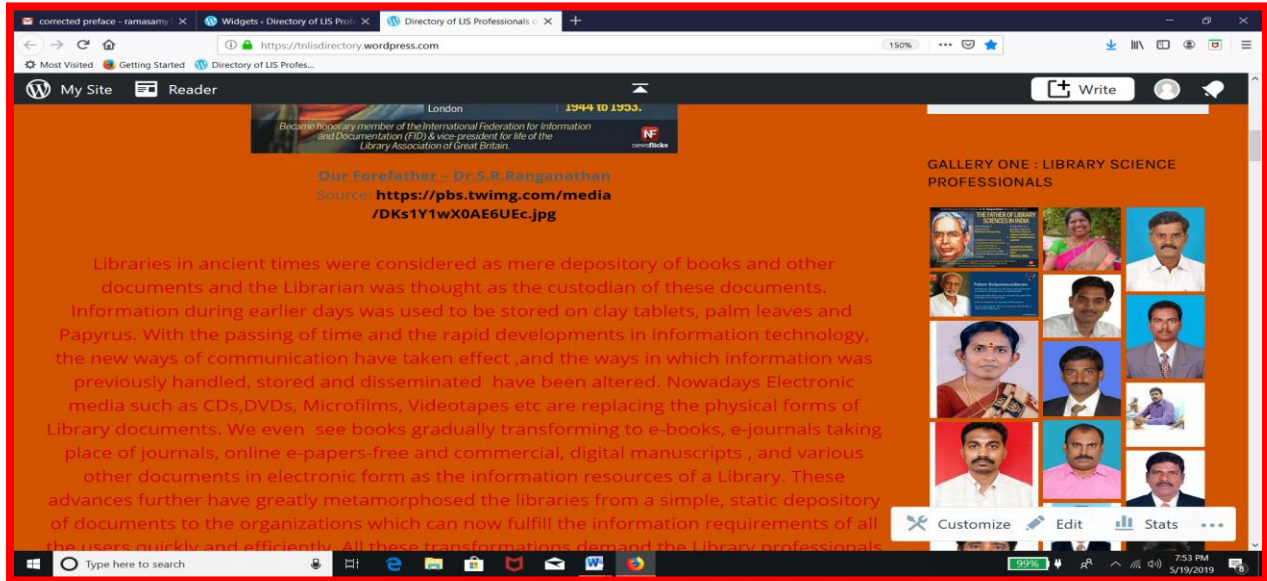 corrected preface - ramasamy
Widgets ‹ Directory of LIS Prof
Directory of LIS Professionals o
https://tnlisdirectory.wordpress.com
150%
Most Visited
Getting Started
Directory of LIS Profes...
My Site
Reader
Write
London
1944 to 1953.
Became honorary member of the International Federation for Information
and Documentation (FID) & vice-president for life of the
Library Association of Great Britain.
NF
newsflicks
Our Forefather – Dr.S.R.Ranganathan
Source: https://pbs.twimg.com/media
/DKs1Y1wX0AE6UEc.jpg
Libraries in ancient times were considered as mere depository of books and other
documents and the Librarian was thought as the custodian of these documents.
Information during earlier days was used to be stored on clay tablets, palm leaves and
Papyrus. With the passing of time and the rapid developments in information technology,
the new ways of communication have taken effect ,and the ways in which information was
previously handled, stored and disseminated have been altered. Nowadays Electronic
media such as CDs,DVDs, Microfilms, Videotapes etc are replacing the physical forms of
Library documents. We even see books gradually transforming to e-books, e-journals taking
place of journals, online e-papers-free and commercial, digital manuscripts , and various
other documents in electronic form as the information resources of a Library. These
advances further have greatly metamorphosed the libraries from a simple, static depository
of documents to the organizations which can now fulfill the information requirements of all
the users quickly and efficiently. All these transformations demand the Library professionals
GALLERY ONE : LIBRARY SCIENCE
PROFESSIONALS
THE FATHER OF LIBRARY
SCIENCES IN INDIA
Customize
Edit
Stats
Type here to search
99%
7:53 PM
5/19/2019